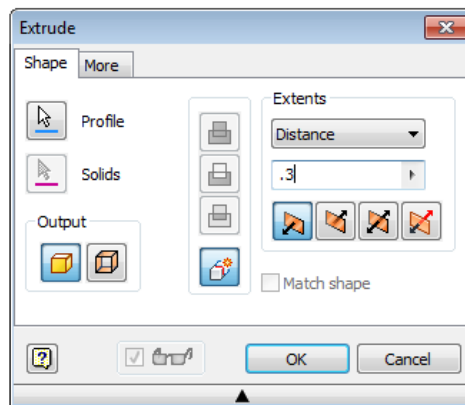 Extrude
Shape More
Profile
Solids
Output
Extents
Distance
.3
Match shape
?
OK Cancel